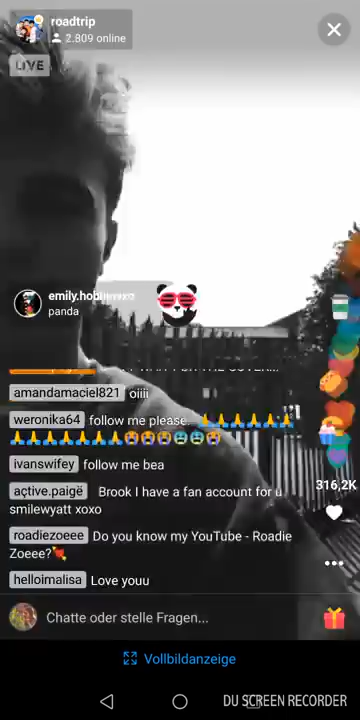 roadtrip
2.809 online
LIVE
panda
amandamaciel821 oiiii
weronika64 follow me please
ivanswifey follow me bea
açtive.paigë Brook I have a fan account for u
smilewyatt xoxo
roadiezoeee Do you know my YouTube - Roadie
Zoeee?
helloimalisa Love youu
316,2K
Chatte oder stelle Fragen...
Vollbildanzeige
DU SCREEN RECORDER